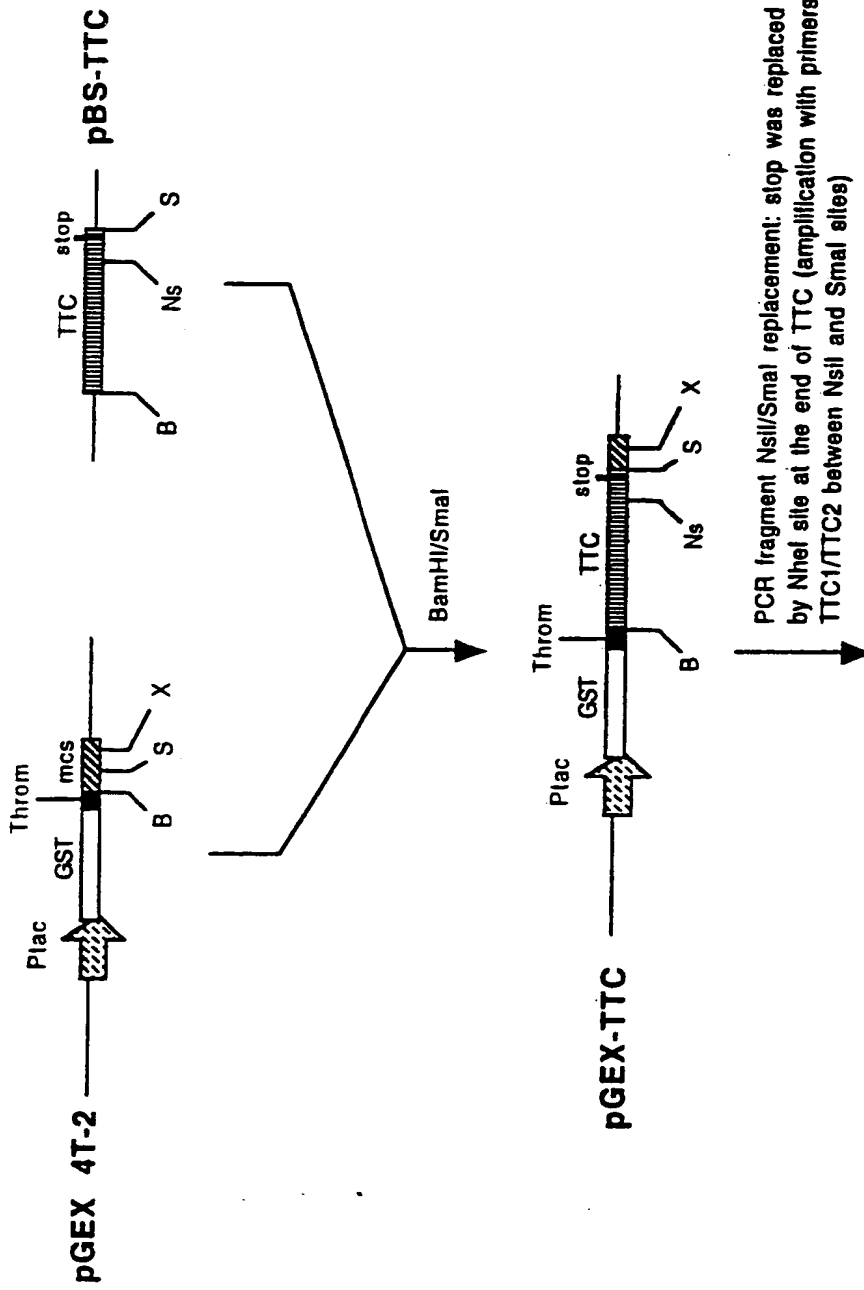 pGEX 4T-2
Plac
GST
Throm
mcs
B
S
X
pBS-TTC
TTC
stop
B
Ns
S
BamHI/SmaI
pGEX-TTC
Plac
GST
Throm
TTC
stop
B
Ns
S
X
PCR fragment NsiI/SmaI replacement: stop was replaced
by NheI site at the end of TTC (amplification with primers
TTC1/TTC2 between NsiI and SmaI sites)